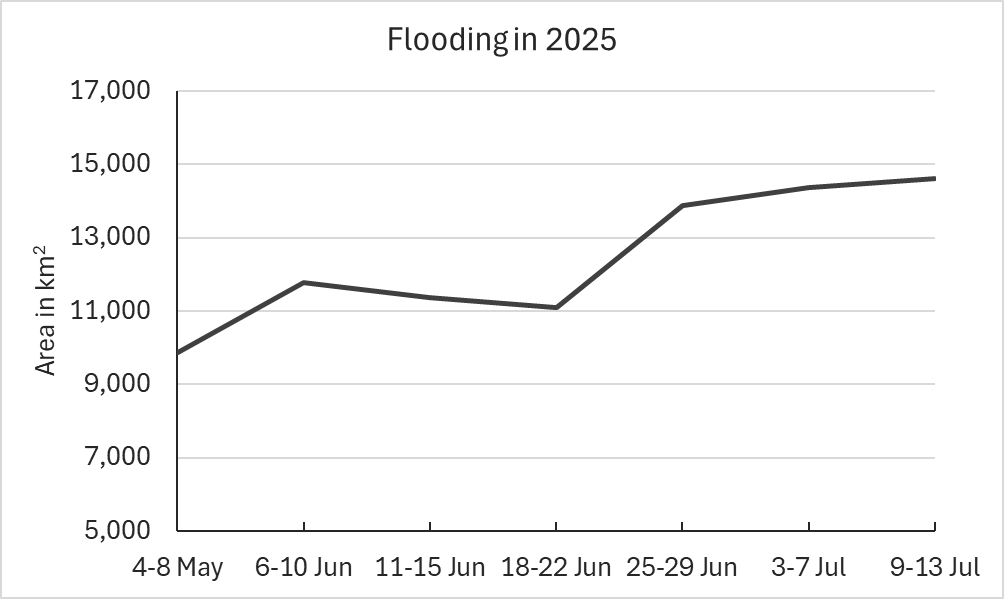 Flooding in 2025
17,000
15,000
13,000
11,000
9,000
7,000
5,000
Area in km²
4-8 May 6-10 Jun 11-15 Jun 18-22 Jun 25-29 Jun 3-7 Jul 9-13 Jul